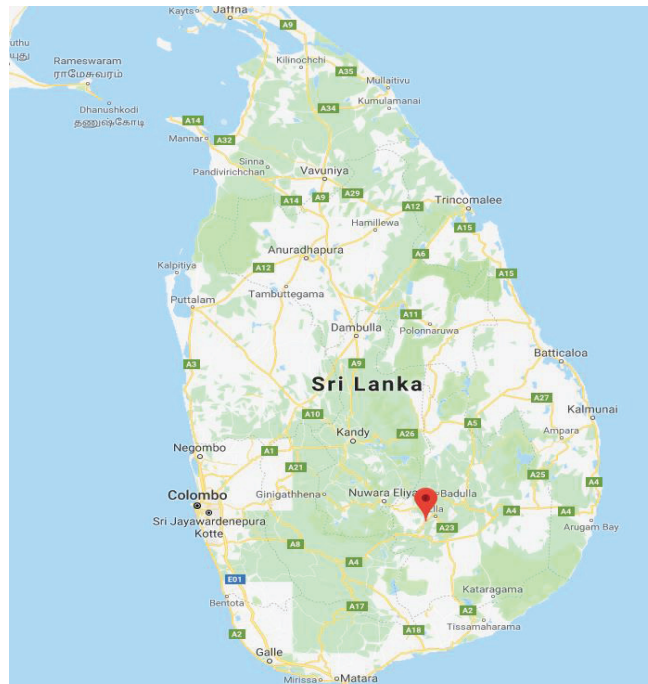 Kayts
Jaffna
A9
Kilinochchi
Rameswaram
ராமேசுவரம்
A35
Mullaitivu
Dhanushkodi
தனுஷ்கோடி
A34
Kumulamanai
A14
Mannar
A32
Sinna
Pandivirichchan
Vavuniya
A14
A9
A29
A12
Trincomalee
Hamillewa
A15
Anuradhapura
A6
Kalpitiya
A12
A15
Tambuttegama
Puttalam
A11
Dambulla
Polonnaruwa
Batticaloa
A3
A9
Sri Lanka
A27
Kalmunai
A10
A5
Kandy
A26
Ampara
Negombo
A1
A21
A25
A4
Colombo
Ginigathhena
Nuwara Eliya
Badulla
Sri Jayawardenepura
Kotte
A23
A4
A4
Arugam Bay
A8
A4
E01
Bentota
A17
Kataragama
A2
A2
A18
Tissamaharama
Galle
Mirissa
Matara